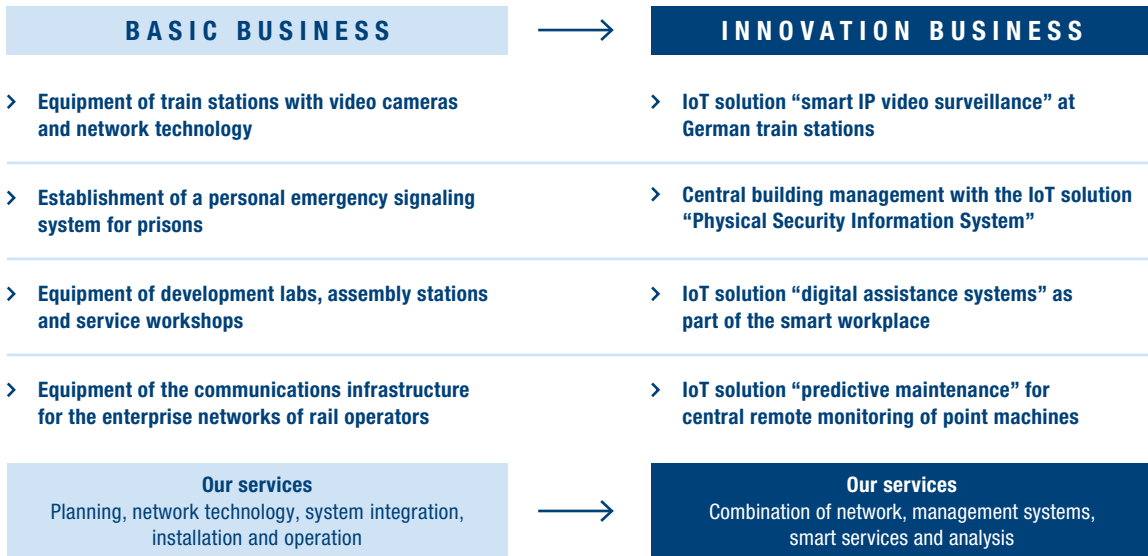 BASIC BUSINESS
INNOVATION BUSINESS
Equipment of train stations with video cameras
and network technology
IoT solution “smart IP video surveillance” at
German train stations
Establishment of a personal emergency signaling
system for prisons
Central building management with the IoT solution
“Physical Security Information System”
Equipment of development labs, assembly stations
and service workshops
IoT solution “digital assistance systems” as
part of the smart workplace
Equipment of the communications infrastructure
for the enterprise networks of rail operators
IoT solution “predictive maintenance” for
central remote monitoring of point machines
Our services
Planning, network technology, system integration,
installation and operation
Our services
Combination of network, management systems,
smart services and analysis